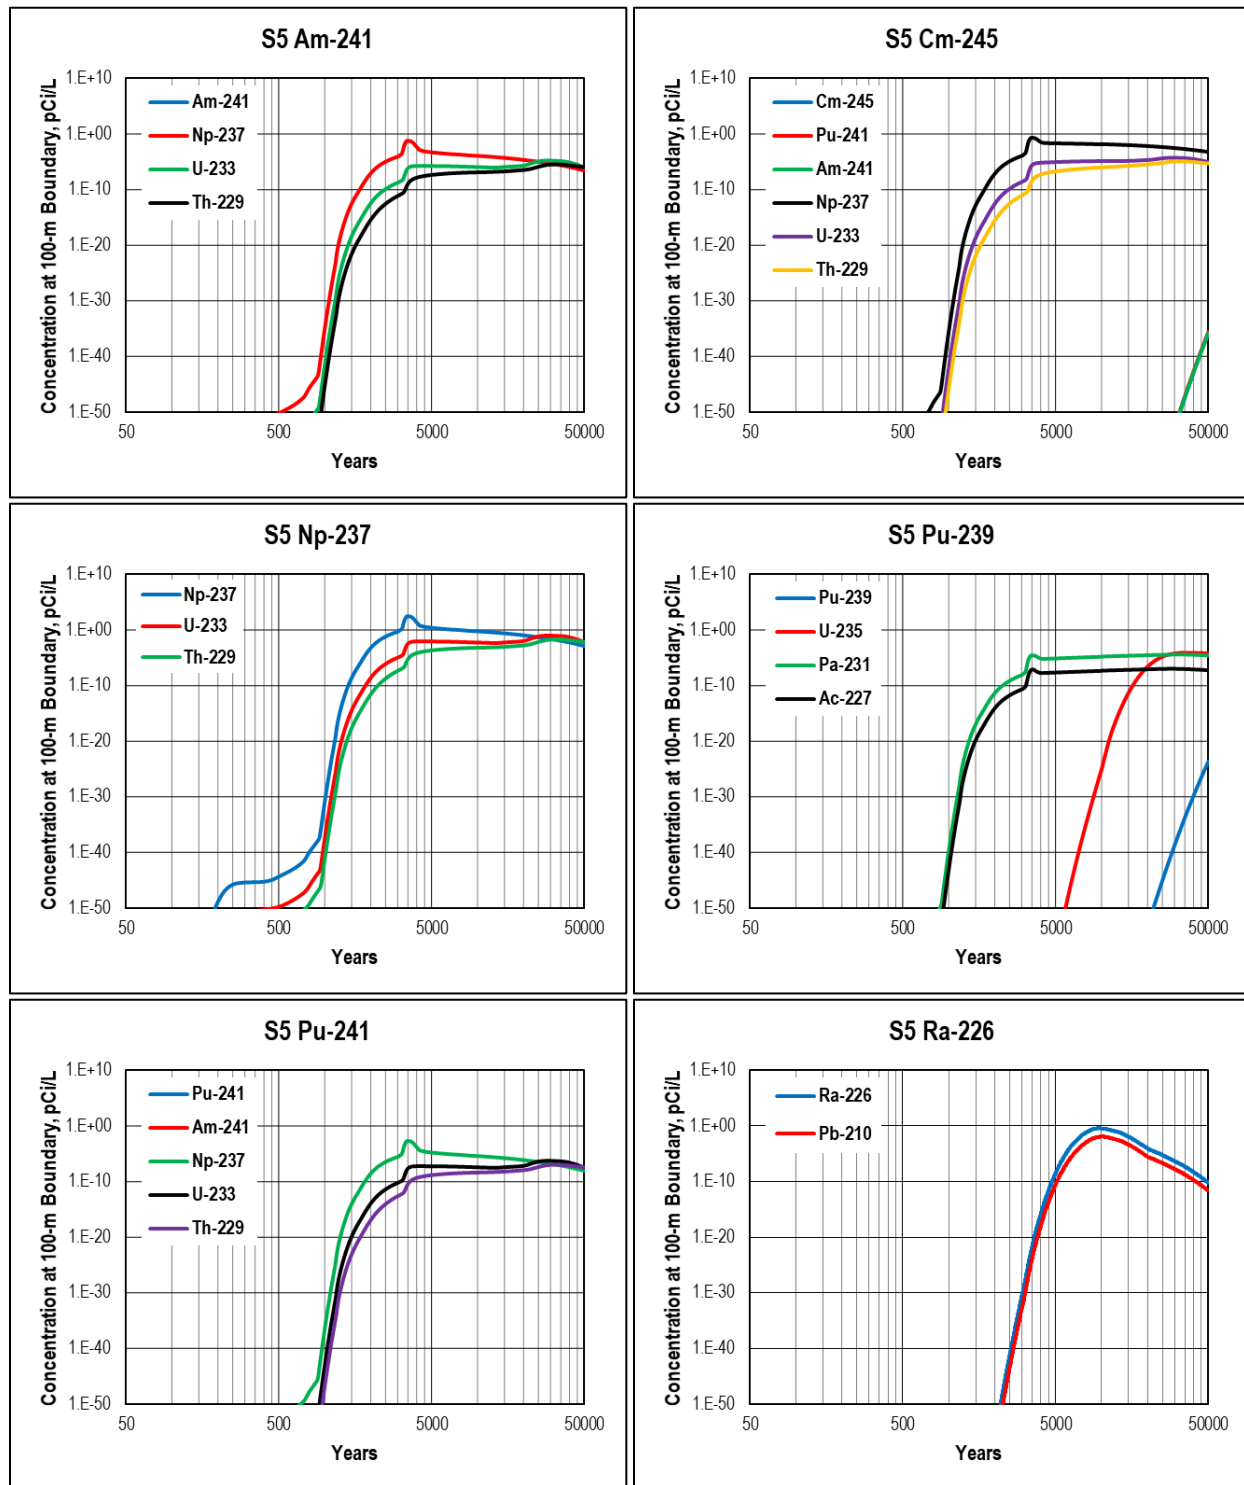 S5 Am-241
Concentration at 100-m Boundary, pCi/L
1.E+10
1.E+00
1.E-10
1.E-20
1.E-30
1.E-40
1.E-50
Am-241
Np-237
U-233
Th-229
50
500
5000
50000
Years
S5 Cm-245
Concentration at 100-m Boundary, pCi/L
1.E+10
1.E+00
1.E-10
1.E-20
1.E-30
1.E-40
1.E-50
Cm-245
Pu-241
Am-241
Np-237
U-233
Th-229
50
500
5000
50000
Years
S5 Np-237
Concentration at 100-m Boundary, pCi/L
1.E+10
1.E+00
1.E-10
1.E-20
1.E-30
1.E-40
1.E-50
Np-237
U-233
Th-229
50
500
5000
50000
Years
S5 Pu-239
Concentration at 100-m Boundary, pCi/L
1.E+10
1.E+00
1.E-10
1.E-20
1.E-30
1.E-40
1.E-50
Pu-239
U-235
Pa-231
Ac-227
50
500
5000
50000
Years
S5 Pu-241
Concentration at 100-m Boundary, pCi/L
1.E+10
1.E+00
1.E-10
1.E-20
1.E-30
1.E-40
1.E-50
Pu-241
Am-241
Np-237
U-233
Th-229
50
500
5000
50000
Years
S5 Ra-226
Concentration at 100-m Boundary, pCi/L
1.E+10
1.E+00
1.E-10
1.E-20
1.E-30
1.E-40
1.E-50
Ra-226
Pb-210
50
500
5000
50000
Years